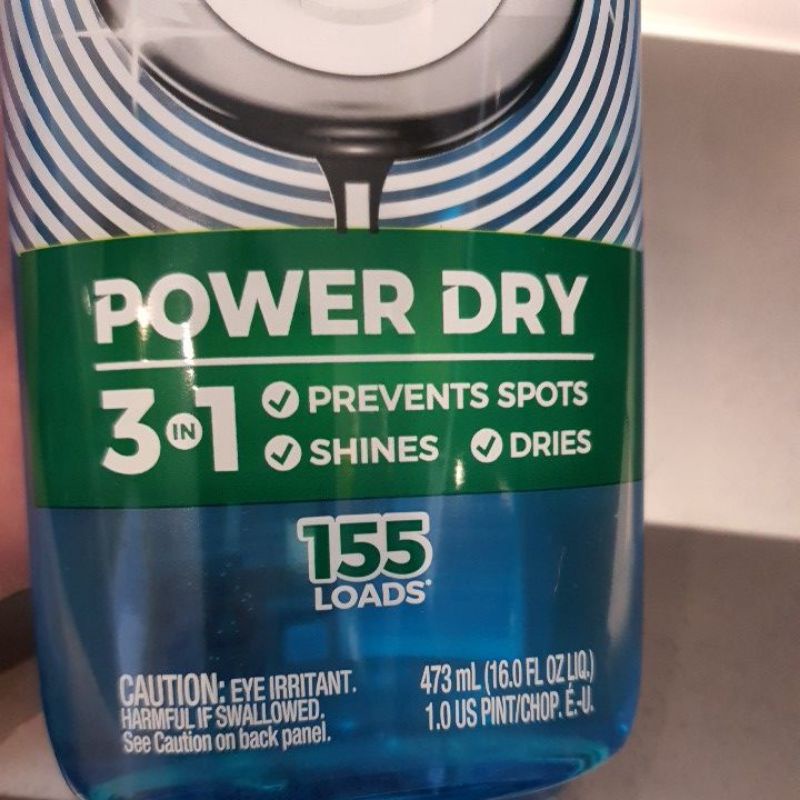 POWER DRY
3 IN 1
PREVENTS SPOTS
SHINES DRIES
155
LOADS*
CAUTION: EYE IRRITANT.
HARMFUL IF SWALLOWED.
See Caution on back panel.
473 mL (16.0 FL OZ LIQ.)
1.0 US PINT/CHOP. É.-U.